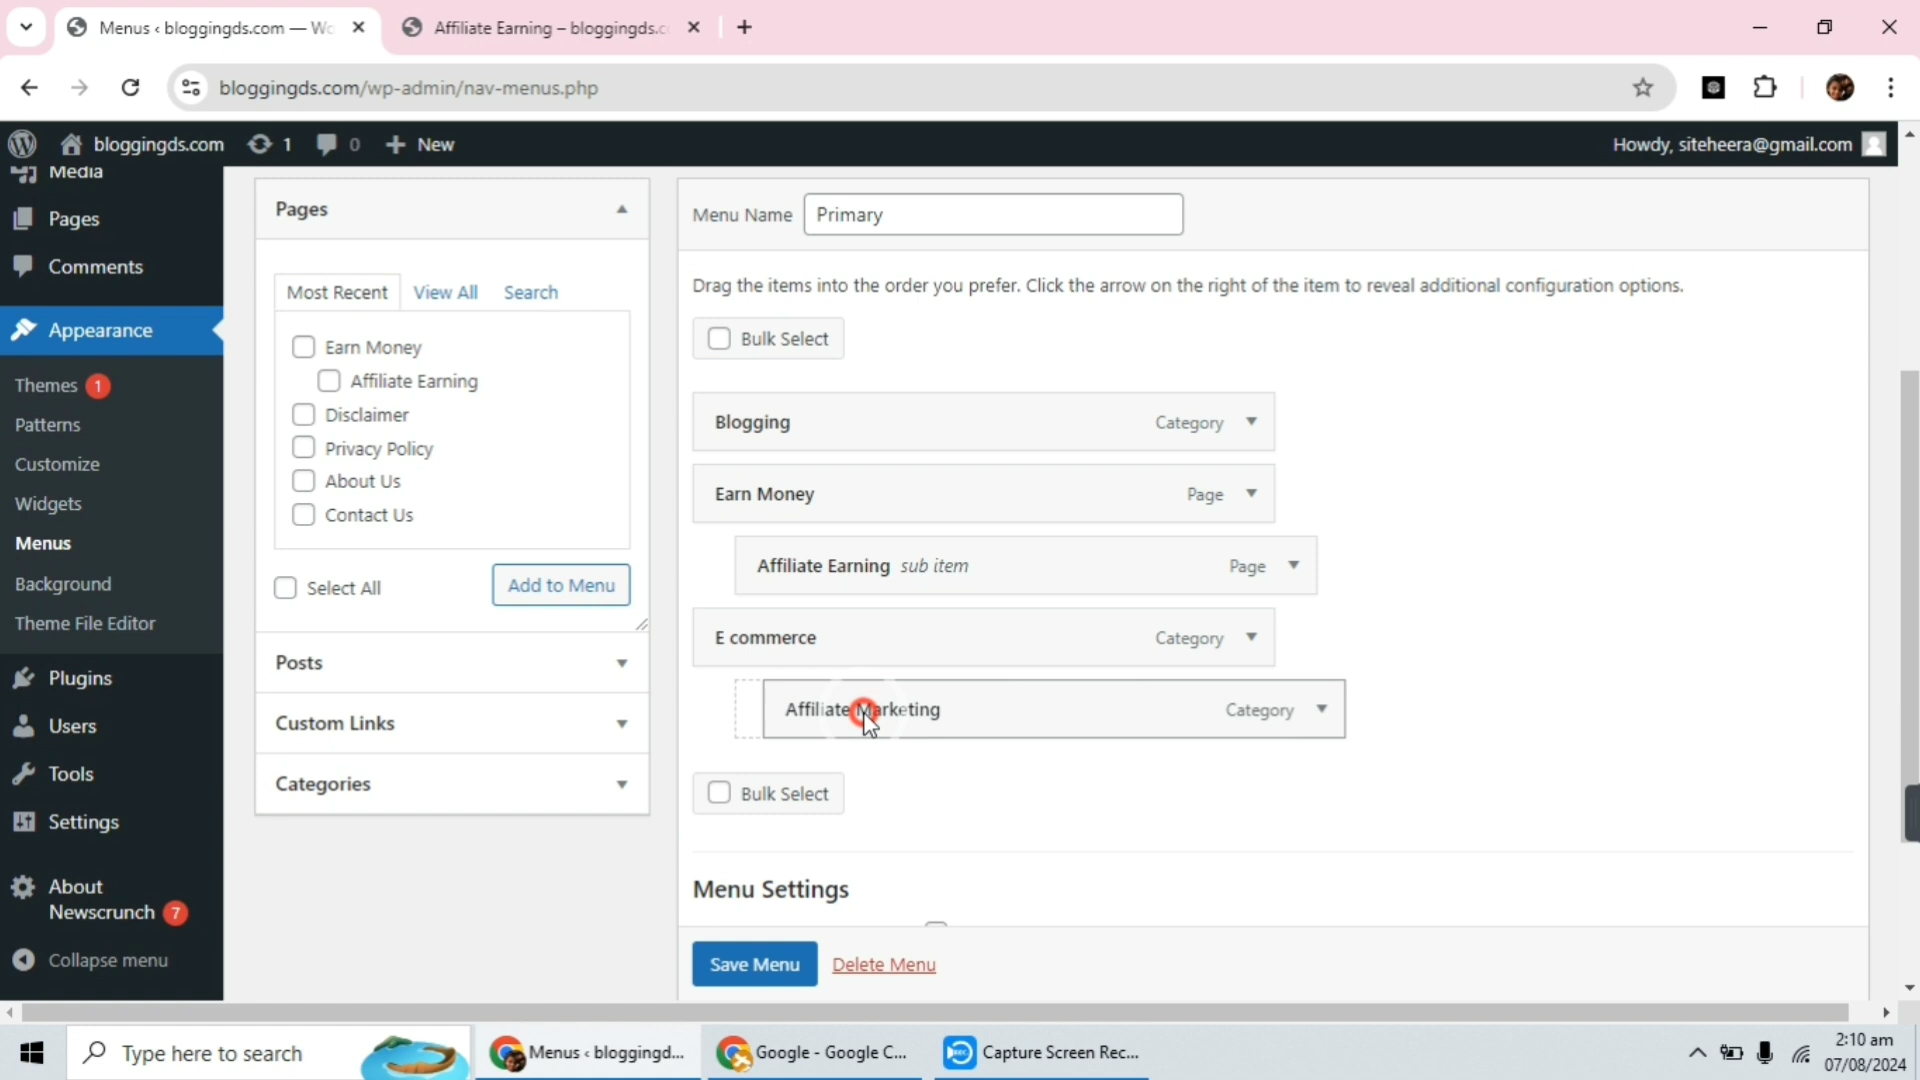 Menus ‹ bloggingds.com — Wo
Affiliate Earning – bloggingds.c
bloggingds.com/wp-admin/nav-menus.php
bloggingds.com
1
0
New
Howdy, siteheera@gmail.com
Media
Pages
Comments
Appearance
Themes 1
Patterns
Customize
Widgets
Menus
Background
Theme File Editor
Plugins
Users
Tools
Settings
About
Newscrunch 7
Collapse menu
Pages
Most Recent View All Search
Earn Money
Affiliate Earning
Disclaimer
Privacy Policy
About Us
Contact Us
Select All Add to Menu
Posts
Custom Links
Categories
Menu Name Primary
Drag the items into the order you prefer. Click the arrow on the right of the item to reveal additional configuration options.
Bulk Select
Blogging Category
Earn Money Page
Affiliate Earning sub item Page
E commerce Category
Affiliate Marketing Category
Bulk Select
Menu Settings
Save Menu Delete Menu
Type here to search
Menus ‹ bloggingd...
Google - Google C...
Capture Screen Rec...
2:10 am
07/08/2024